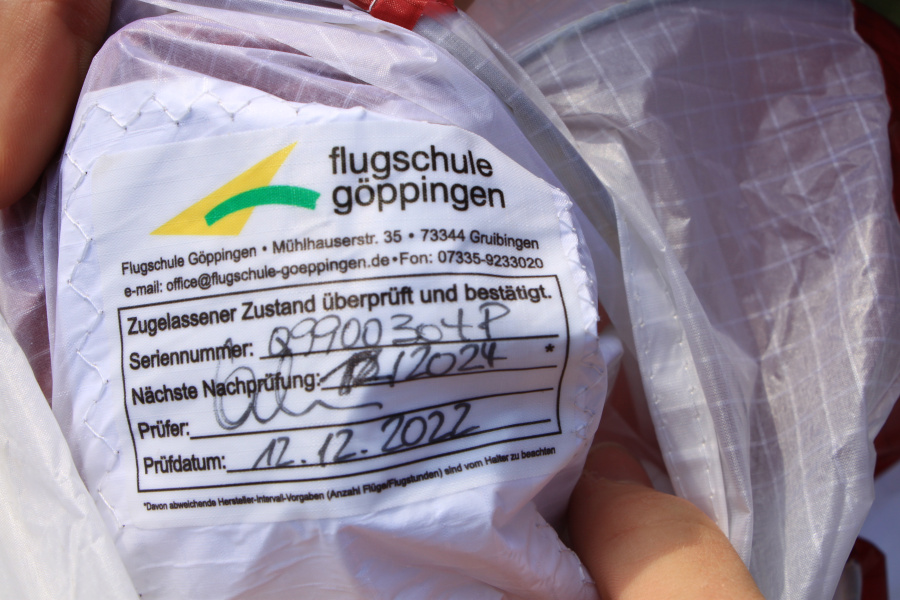 flugschule
göppingen
Flugschule Göppingen • Mühlhauserstr. 35 • 73344 Gruibingen
e-mail: office@flugschule-goeppingen.de • Fon: 07335-9233020
Zugelassener Zustand überprüft und bestätigt.
Seriennummer: Q9900304P
Nächste Nachprüfung: 12/2024 *
Prüfer:
Prüfdatum: 12.12.2022
*Davon abweichende Hersteller-Intervall-Vorgaben (Anzahl Flüge/Flugstunden) sind vom Halter zu beachten